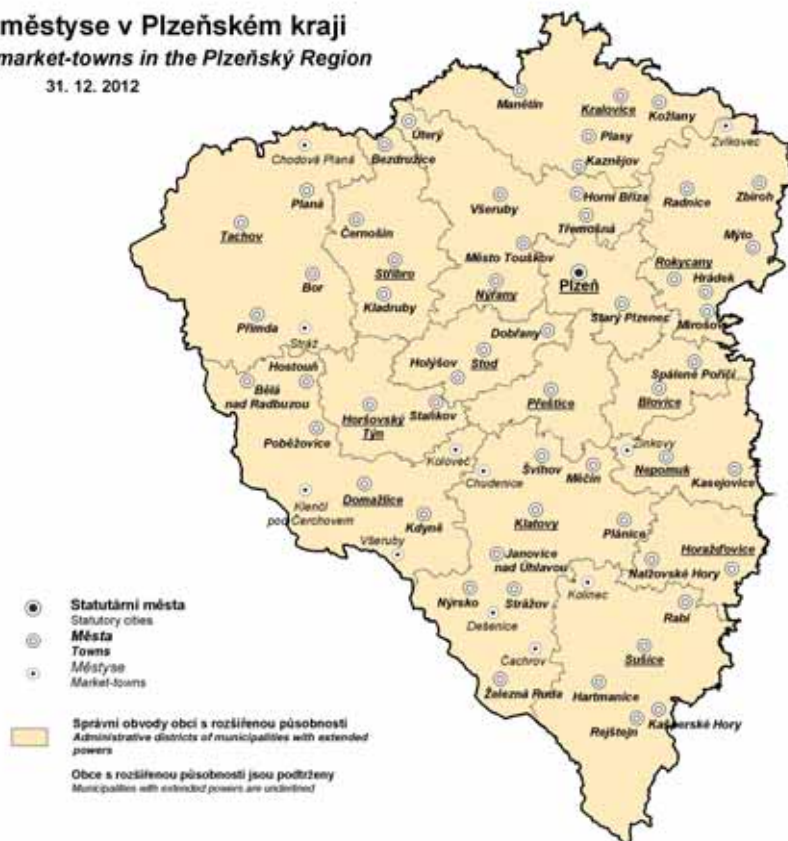 městyse v Plzeňském kraji
market-towns in the Plzeňský Region
31. 12. 2012
Manětín
Kralovice
Kožlany
Úterý
Plasy
Zvíkovec
Chodová Planá
Bezdružice
Kaznějov
Planá
Všeruby
Horní Bříza
Radnice
Zbiroh
Tachov
Černošín
Třemošná
Město Touškov
Mýto
Stříbro
Rokycany
Bor
Nýřany
Plzeň
Hrádek
Kladruby
Starý Plzenec
Přimda
Mirošov
Stráž
Dobřany
Hostouň
Holýšov
Stod
Spálené Poříčí
Bělá
nad Radbuzou
Přeštice
Blovice
Horšovský
Týn
Staňkov
Poběžovice
Koloveč
Žinkovy
Švihov
Měčín
Nepomuk
Chudenice
Kasejovice
Klenčí
pod Čerchovem
Domažlice
Kdyně
Klatovy
Plánice
Horažďovice
Všeruby
Janovice
nad Úhlavou
Nalžovské Hory
Nýrsko
Strážov
Kolinec
Rabí
Dešenice
Čachrov
Sušice
Železná Ruda
Hartmanice
Rejštejn
Kašperské Hory
Statutární města
Statutory cities
Města
Towns
Městyse
Market-towns
Správní obvody obcí s rozšířenou působností
Administrative districts of municipalities with extended
powers
Obce s rozšířenou působností jsou podtrženy
Municipalities with extended powers are underlined